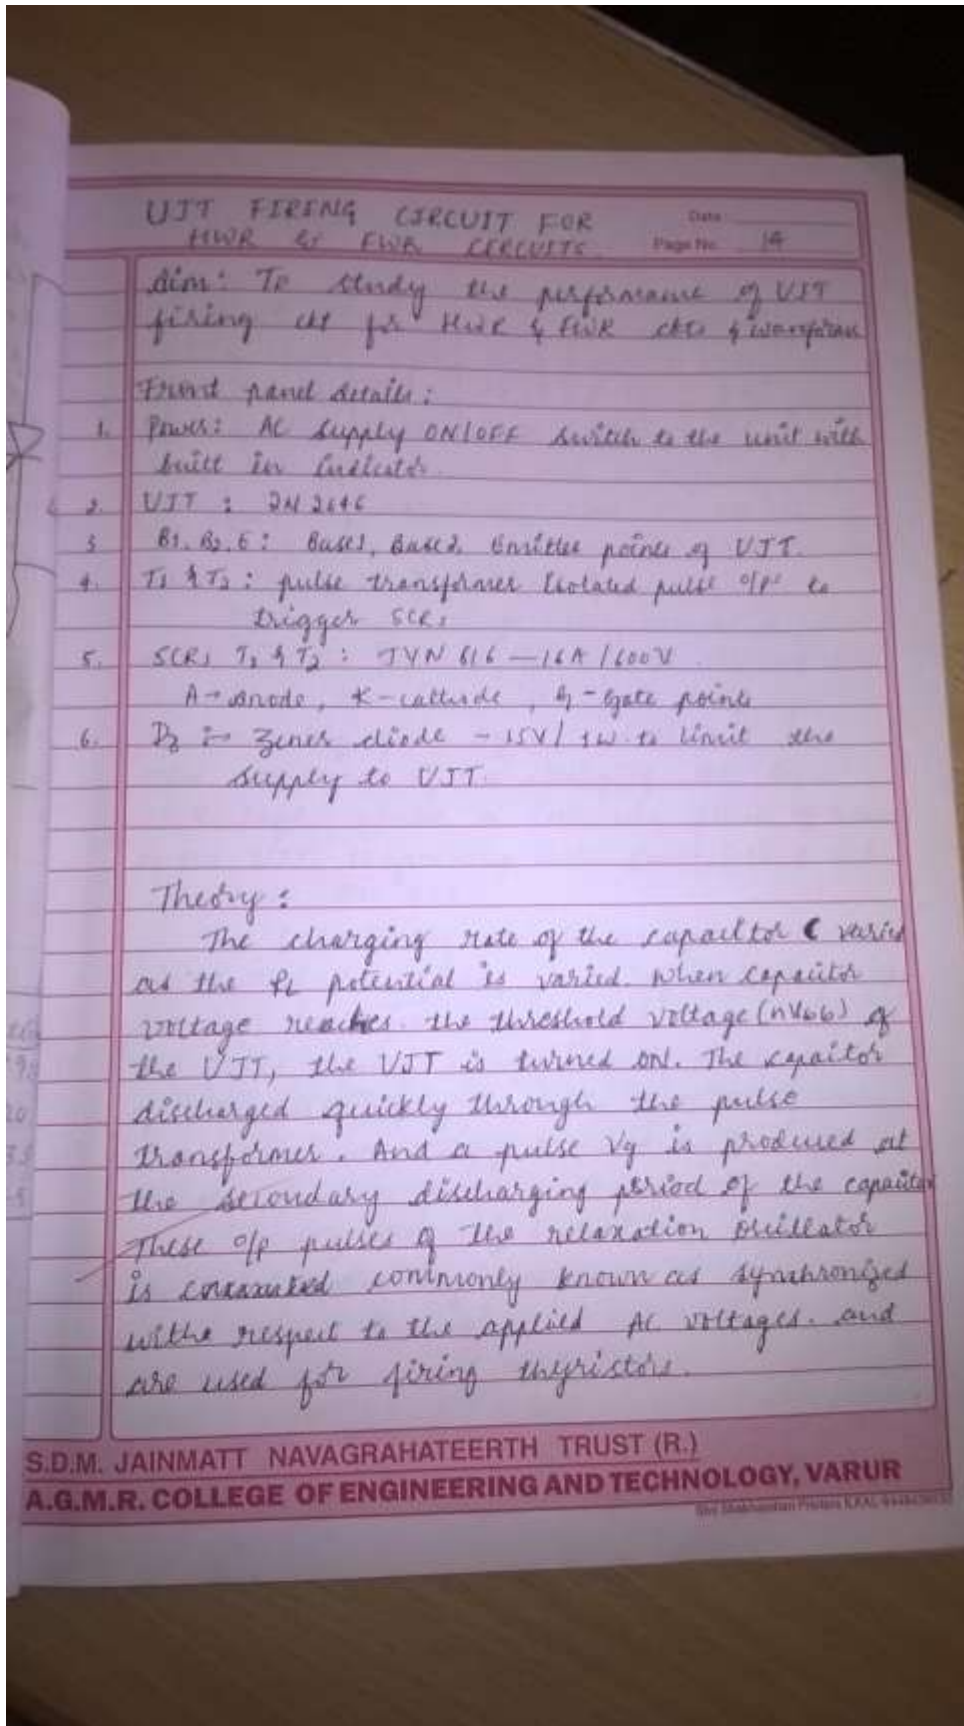 UJT FIRING CIRCUIT FOR
Date
HWR & FWR CIRCUITS.
Page No. 14
Aim: To study the performance of UJT
firing ckt for HWR & FWR ckts & waveform
Front panel details:
1. Power: AC supply ON/OFF switch to the unit with
built in indicator.
2. UJT : 2N 2646
3 B1, B2, E: Base1, Base2, Emitter points of UJT.
4. T1 & T2 : pulse transformer isolated pulse o/ps to
trigger SCRs
5. SCRs T1 & T2 : TYN 616 - 16A / 600V
A - anode, K - cathode, G - gate points
6. Dz :- Zener diode - 15V / 1W to limit the
supply to UJT.
Theory :
The charging rate of the capacitor C varied
as the potential is varied. When capacitor
voltage reaches the threshold voltage (nVbb) of
the UJT, the UJT is turned on. The capaitor
discharged quickly through the pulse
transformer. And a pulse Vg is produced at
the secondary discharging period of the capacitor
These o/p pulses of the relaxation oscillator
is commonly known as synchronized
withe respect to the applied AC voltages. and
are used for firing thyristors.
S.D.M. JAINMATT NAVAGRAHATEERTH TRUST (R.)
A.G.M.R. COLLEGE OF ENGINEERING AND TECHNOLOGY, VARUR